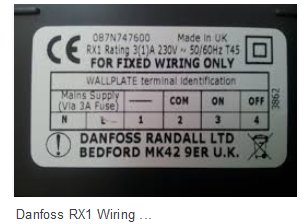 087N747600 Made in UK
CE RX1 Rating 3(1)A 230V ~ 50/60Hz T45
FOR FIXED WIRING ONLY
WALLPLATE terminal Identification
Mains Supply (Via 3A Fuse) — COM ON OFF
N L 1 2 3 4
3862
DANFOSS RANDALL LTD
BEDFORD MK42 9ER U.K.
Danfoss RX1 Wiring ...